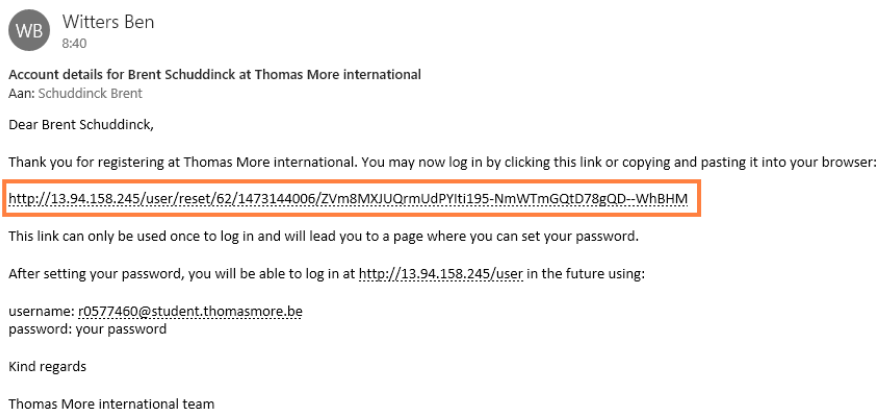 WB
Witters Ben
8:40
Account details for Brent Schuddinck at Thomas More international
Aan: Schuddinck Brent
Dear Brent Schuddinck,
Thank you for registering at Thomas More international. You may now log in by clicking this link or copying and pasting it into your browser:
http://13.94.158.245/user/reset/62/1473144006/ZVm8MXJUQrmUdPYIti195-NmWTmGQtD78gQD--WhBHM
This link can only be used once to log in and will lead you to a page where you can set your password.
After setting your password, you will be able to log in at http://13.94.158.245/user in the future using:
username: r0577460@student.thomasmore.be
password: your password
Kind regards
Thomas More international team